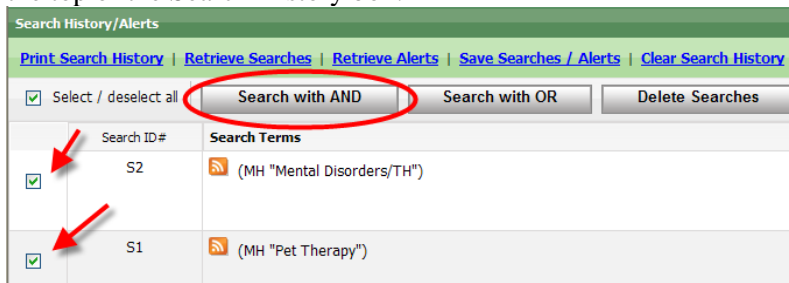 Search History/Alerts
Print Search History | Retrieve Searches | Retrieve Alerts | Save Searches / Alerts | Clear Search History
Select / deselect all Search with AND Search with OR Delete Searches
Search ID# Search Terms
S2 (MH "Mental Disorders/TH")
S1 (MH "Pet Therapy")